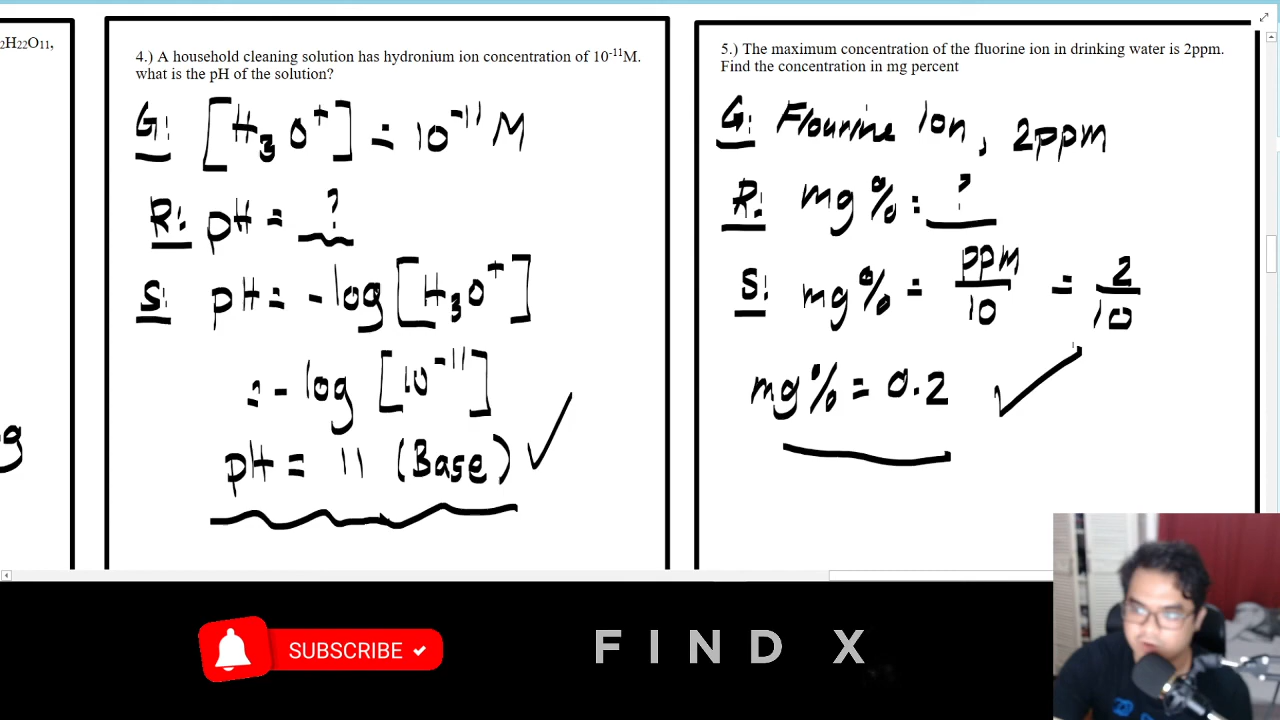 2H22O11,
g
4.) A household cleaning solution has hydronium ion concentration of 10⁻¹¹M.
what is the pH of the solution?
G: [H₃O⁺] = 10⁻¹¹ M
R: pH = ?
S: pH = -log [H₃O⁺]
= - log [10⁻¹¹]
pH = 11 (Base) ✓
5.) The maximum concentration of the fluorine ion in drinking water is 2ppm.
Find the concentration in mg percent
G: Flourine Ion, 2ppm
R: mg% = ?
S: mg% = ppm/10 = 2/10
mg% = 0.2 ✓
SUBSCRIBE
FIND X